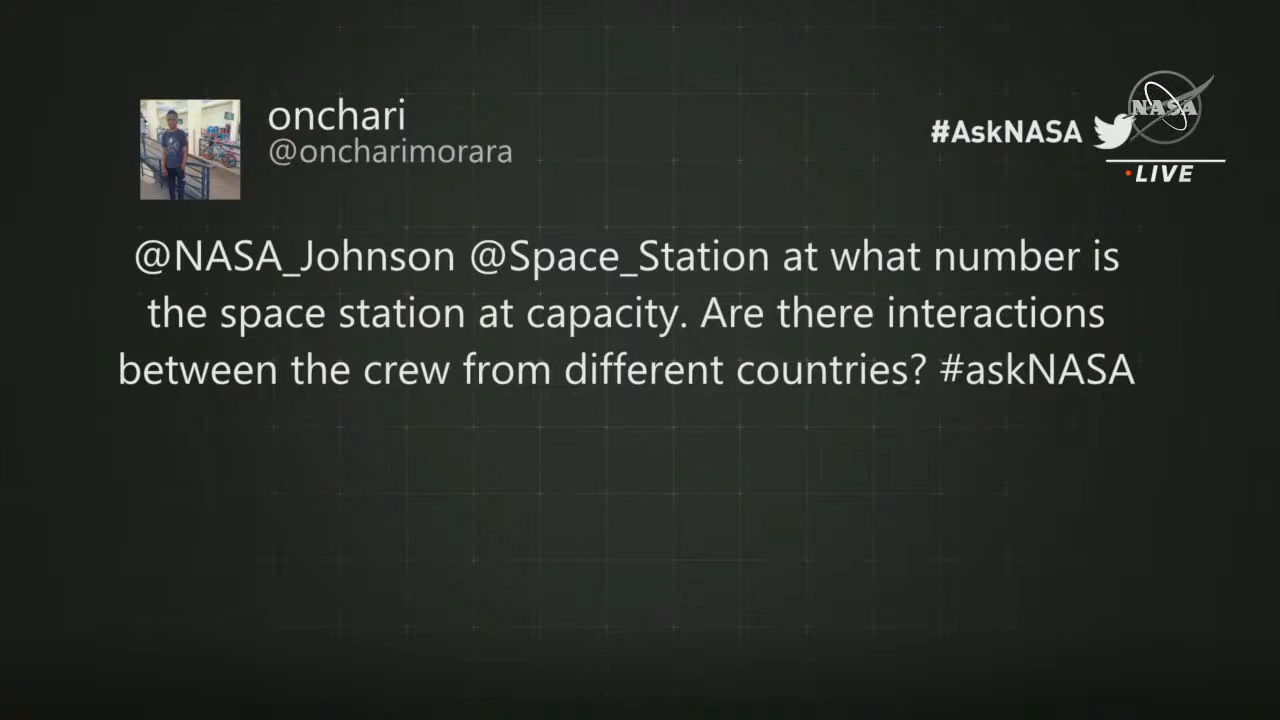 onchari
@oncharimorara
#AskNASA
NASA
LIVE
@NASA_Johnson @Space_Station at what number is
the space station at capacity. Are there interactions
between the crew from different countries? #askNASA